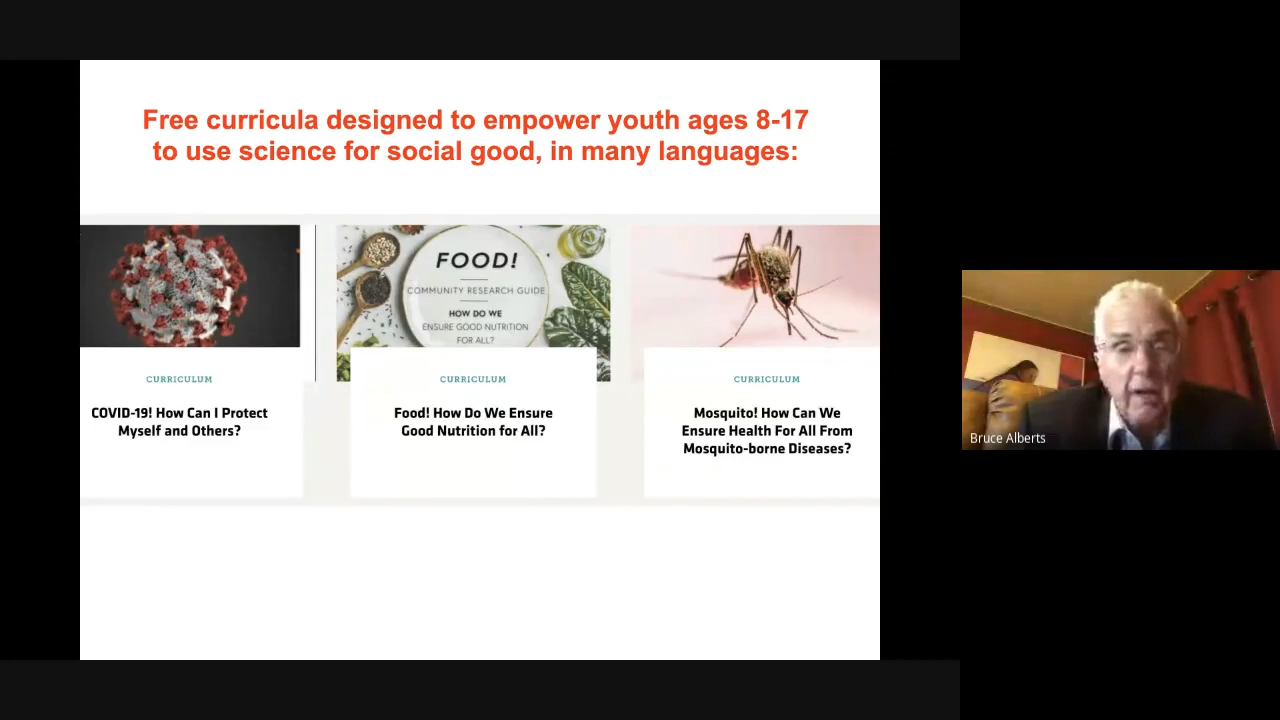 Free curricula designed to empower youth ages 8-17
to use science for social good, in many languages:
FOOD!
COMMUNITY RESEARCH GUIDE
HOW DO WE
ENSURE GOOD NUTRITION
FOR ALL?
CURRICULUM
COVID-19! How Can I Protect
Myself and Others?
CURRICULUM
Food! How Do We Ensure
Good Nutrition for All?
CURRICULUM
Mosquito! How Can We
Ensure Health For All From
Mosquito-borne Diseases?
Bruce Alberts